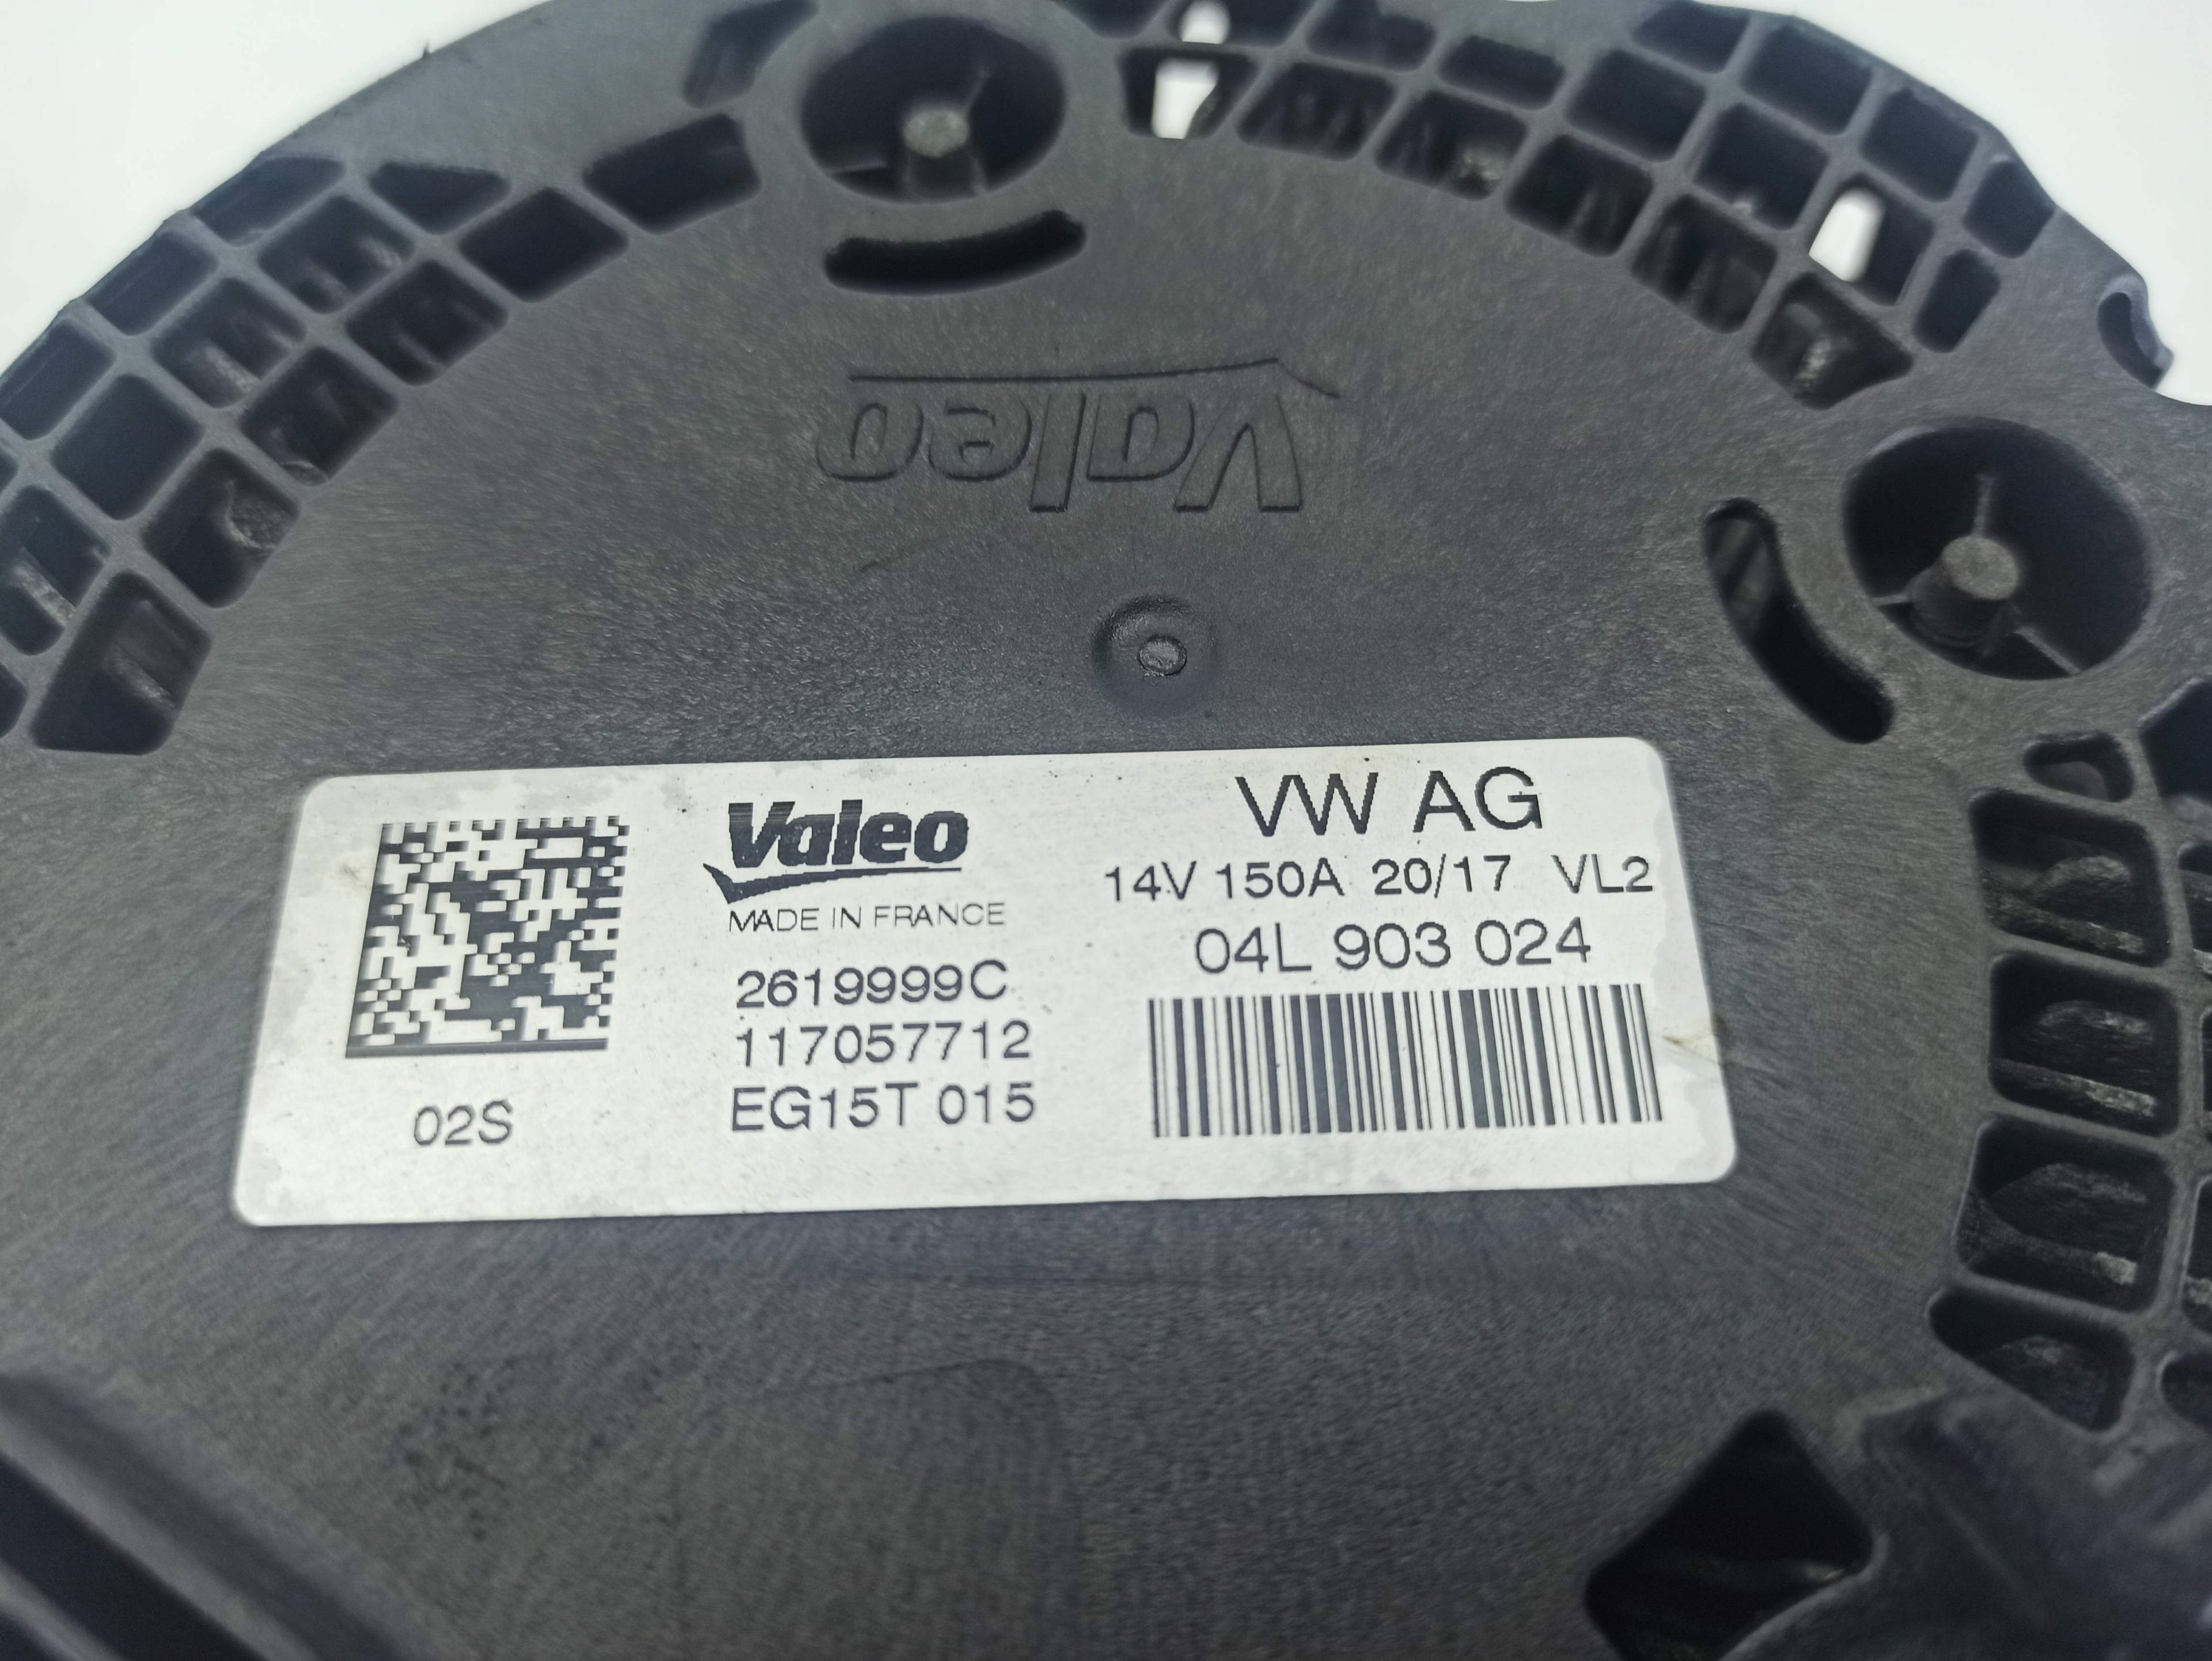 Valeo
Valeo
MADE IN FRANCE
2619999C
117057712
EG15T 015
02S
VW AG
14V 150A 20/17 VL2
04L 903 024